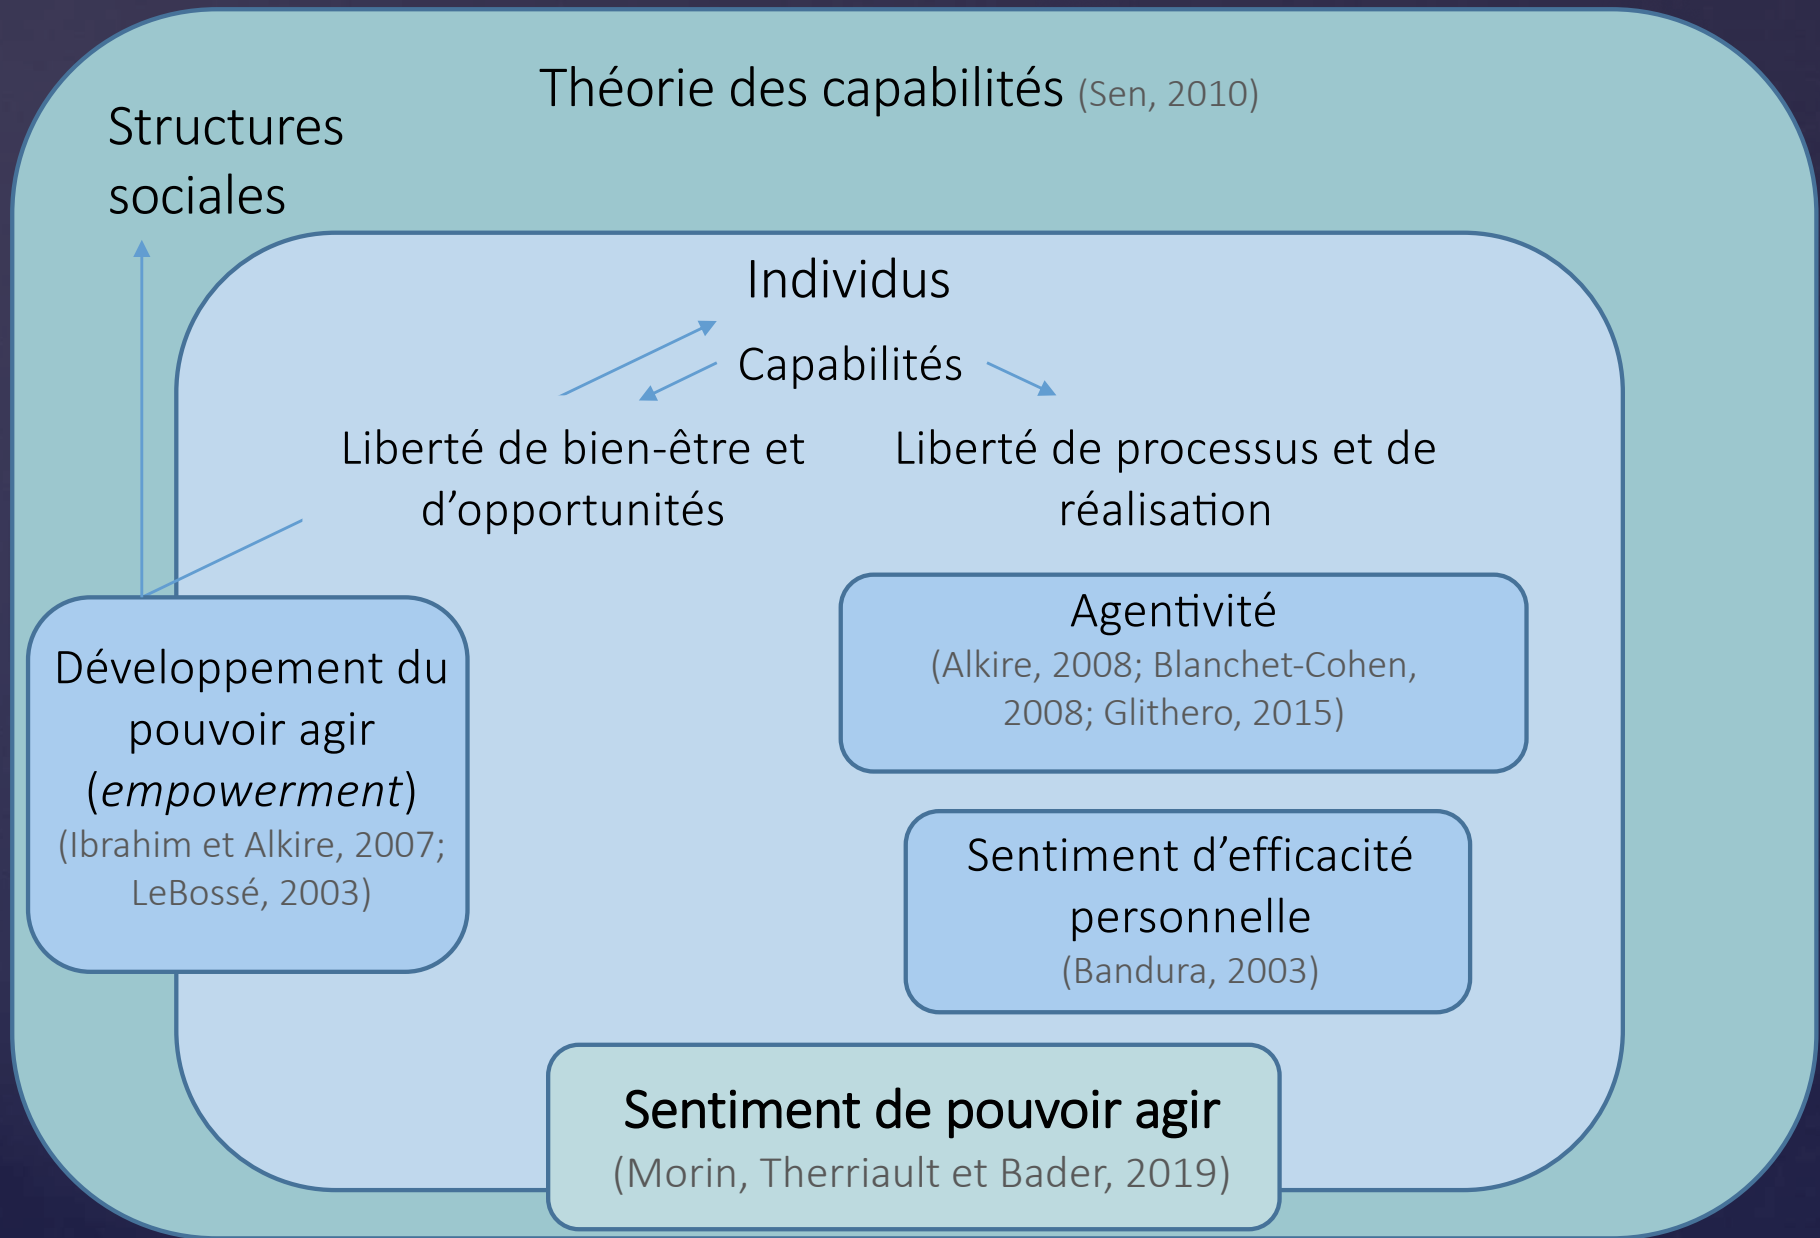 Théorie des capabilités (Sen, 2010)
Structures
sociales
Individus
Capabilités
Liberté de bien-être et
d’opportunités
Liberté de processus et de
réalisation
Développement du
pouvoir agir
(empowerment)
(Ibrahim et Alkire, 2007;
LeBossé, 2003)
Agentivité
(Alkire, 2008; Blanchet-Cohen,
2008; Glithero, 2015)
Sentiment d’efficacité
personnelle
(Bandura, 2003)
Sentiment de pouvoir agir
(Morin, Therriault et Bader, 2019)